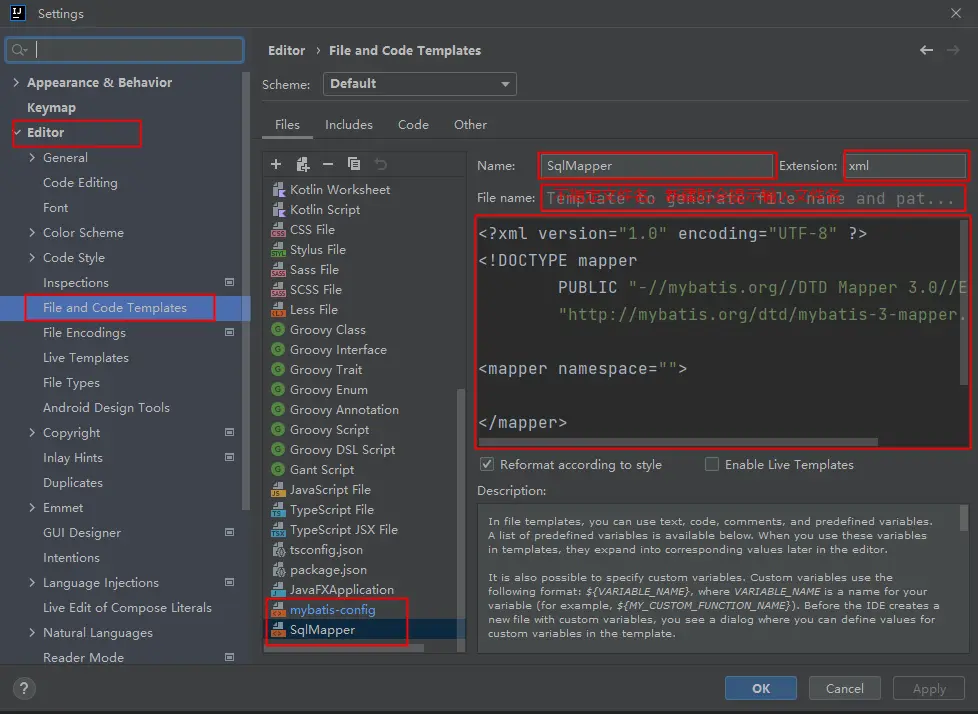 Settings
Appearance & Behavior
Keymap
Editor
General
Code Editing
Font
Color Scheme
Code Style
Inspections
File and Code Templates
File Encodings
Live Templates
File Types
Android Design Tools
Copyright
Inlay Hints
Duplicates
Emmet
GUI Designer
Intentions
Language Injections
Live Edit of Compose Literals
Natural Languages
Reader Mode
Editor › File and Code Templates
Scheme: Default
Files Includes Code Other
Kotlin Worksheet
Kotlin Script
CSS File
Stylus File
Sass File
SCSS File
Less File
Groovy Class
Groovy Interface
Groovy Trait
Groovy Enum
Groovy Annotation
Groovy Script
Groovy DSL Script
Gant Script
JavaScript File
TypeScript File
TypeScript JSX File
tsconfig.json
package.json
JavaFXApplication
mybatis-config
SqlMapper
Name: SqlMapper Extension: xml
File name: Template to generate file name and pat...
<?xml version="1.0" encoding="UTF-8" ?>
<!DOCTYPE mapper
PUBLIC "-//mybatis.org//DTD Mapper 3.0//E
"http://mybatis.org/dtd/mybatis-3-mapper.
<mapper namespace="">
</mapper>
Reformat according to style Enable Live Templates
Description:
In file templates, you can use text, code, comments, and predefined variables.
A list of predefined variables is available below. When you use these variables
in templates, they expand into corresponding values later in the editor.
It is also possible to specify custom variables. Custom variables use the
following format: ${VARIABLE_NAME}, where VARIABLE_NAME is a name for your
variable (for example, ${MY_CUSTOM_FUNCTION_NAME}). Before the IDE creates a
new file with custom variables, you see a dialog where you can define values for
custom variables in the template.
? OK Cancel Apply